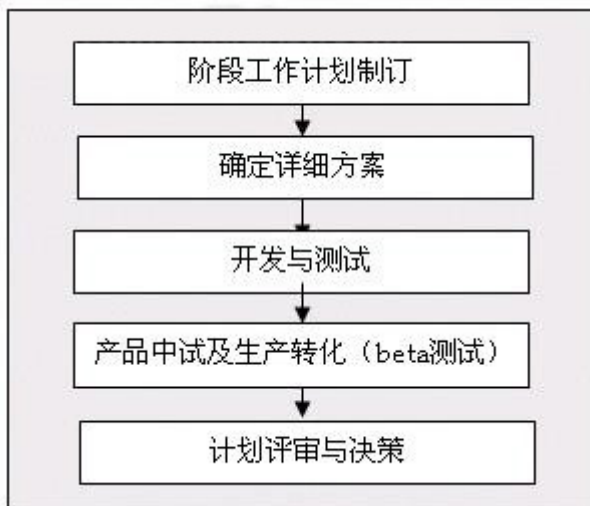 阶段工作计划制订
确定详细方案
开发与测试
产品中试及生产转化（beta测试）
计划评审与决策